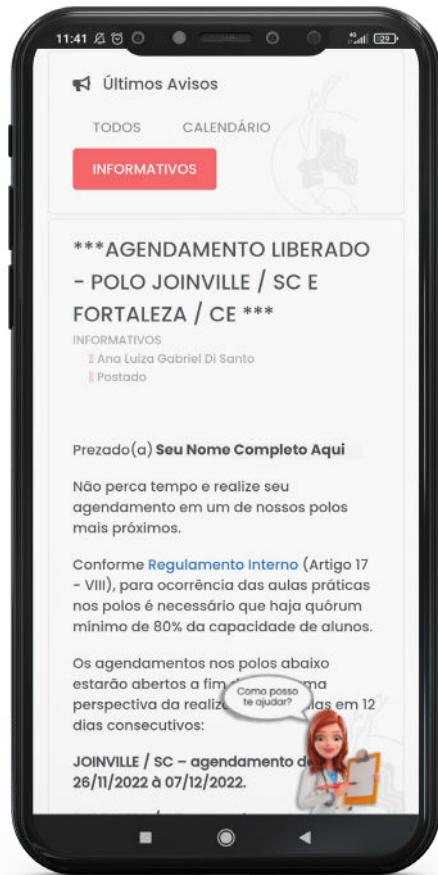 11:41
29
Últimos Avisos
TODOS CALENDÁRIO
INFORMATIVOS
***AGENDAMENTO LIBERADO
- POLO JOINVILLE / SC E
FORTALEZA / CE ***
INFORMATIVOS
Ana Luiza Gabriel Di Santo
Postado
Prezado(a) Seu Nome Completo Aqui
Não perca tempo e realize seu
agendamento em um de nossos polos
mais próximos.
Conforme Regulamento Interno (Artigo 17
- VIII), para ocorrência das aulas práticas
nos polos é necessário que haja quórum
mínimo de 80% da capacidade de alunos.
Os agendamentos nos polos abaixo
estarão abertos a fim
perspectiva da em 12
dias consecutivos:
Como posso
te ajudar?
JOINVILLE / SC – agendamento
26/11/2022 à 07/12/2022.